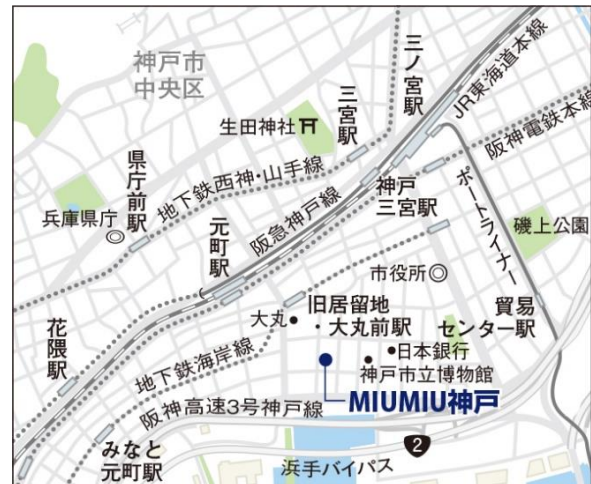 神戸市
中央区
三ノ宮駅
JR東海道本線
三宮駅
生田神社
阪神電鉄本線
県庁前駅
地下鉄西神・山手線
兵庫県庁
阪急神戸線
神戸
三宮駅
ポートライナー
磯上公園
元町駅
市役所
大丸
旧居留地
・大丸前駅
貿易
センター駅
花隈駅
地下鉄海岸線
日本銀行
神戸市立博物館
MIUMIU神戸
阪神高速3号神戸線
みなと
元町駅
2
浜手バイパス